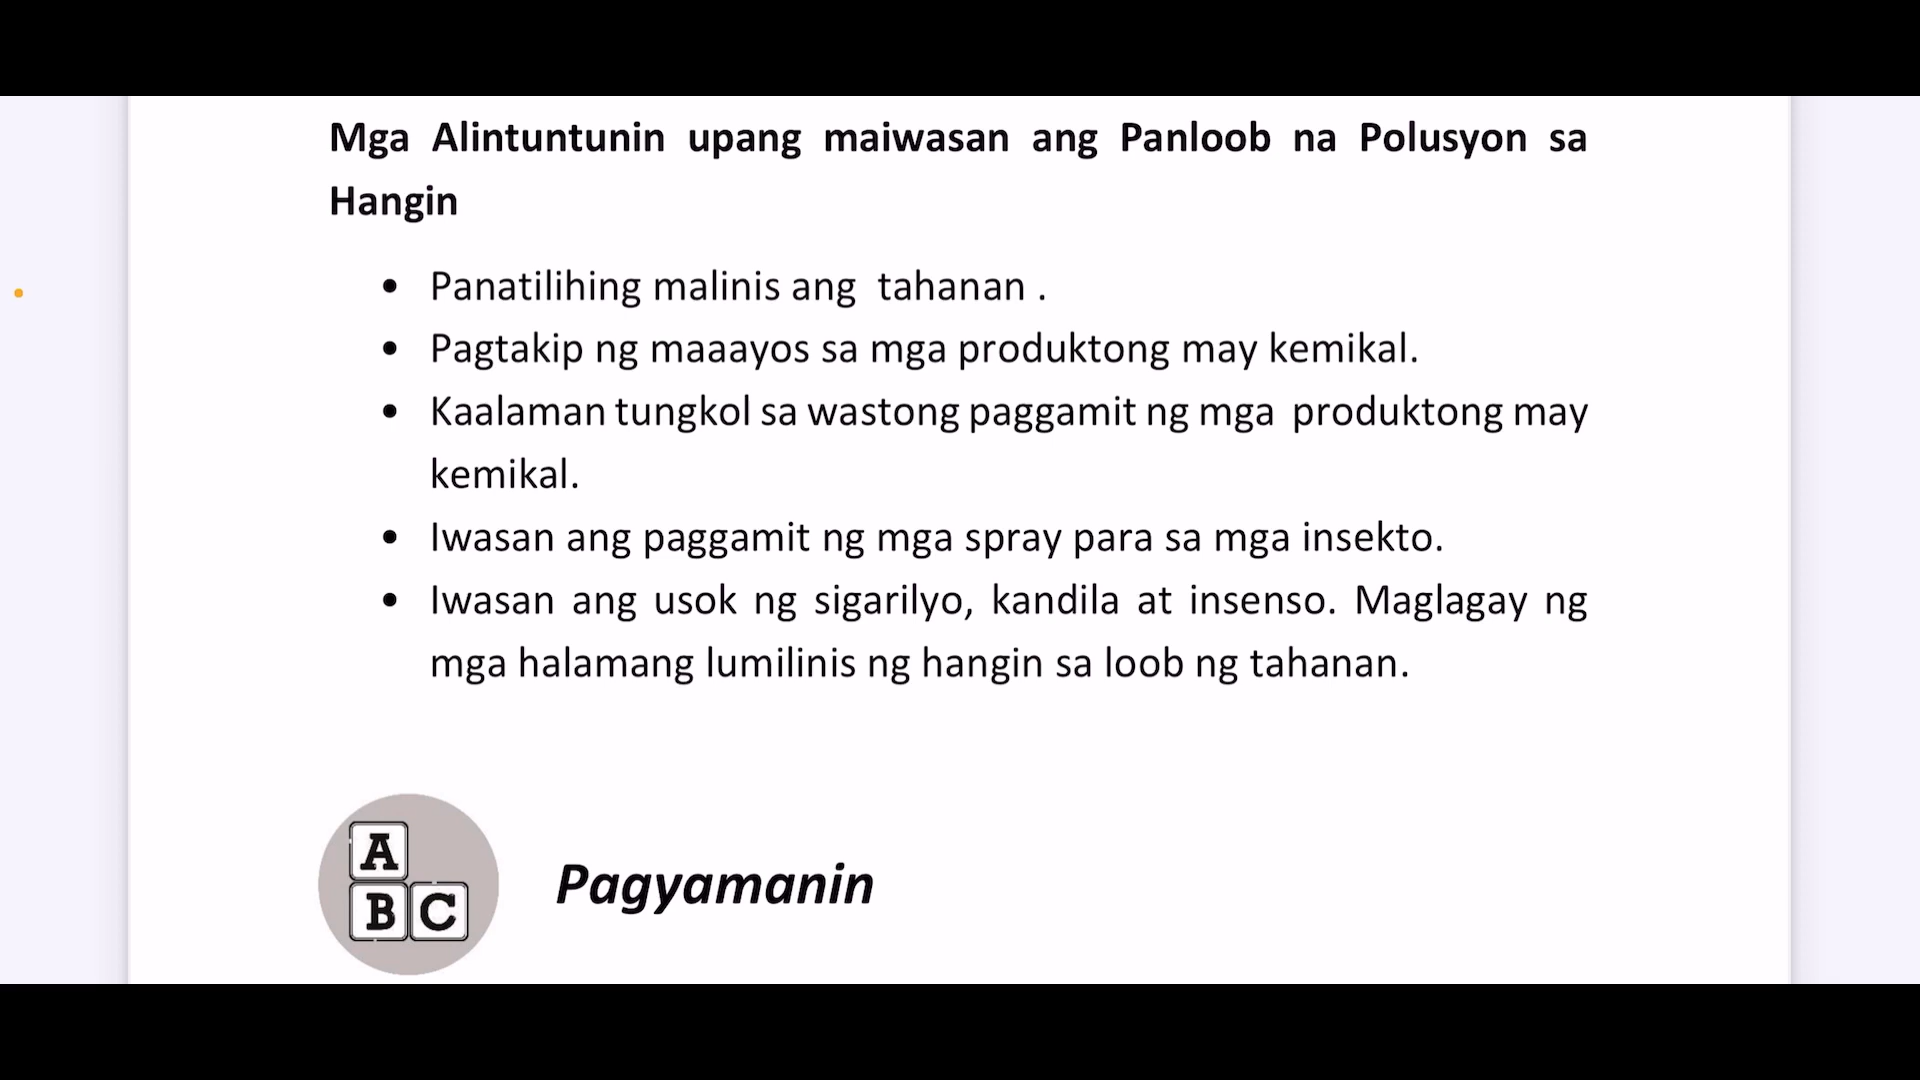 Mga Alintuntunin upang maiwasan ang Panloob na Polusyon sa
Hangin
• Panatilihing malinis ang tahanan .
• Pagtakip ng maaayos sa mga produktong may kemikal.
• Kaalaman tungkol sa wastong paggamit ng mga produktong may
kemikal.
• Iwasan ang paggamit ng mga spray para sa mga insekto.
• Iwasan ang usok ng sigarilyo, kandila at insenso. Maglagay ng
mga halamang lumilinis ng hangin sa loob ng tahanan.
A
B C
Pagyamanin